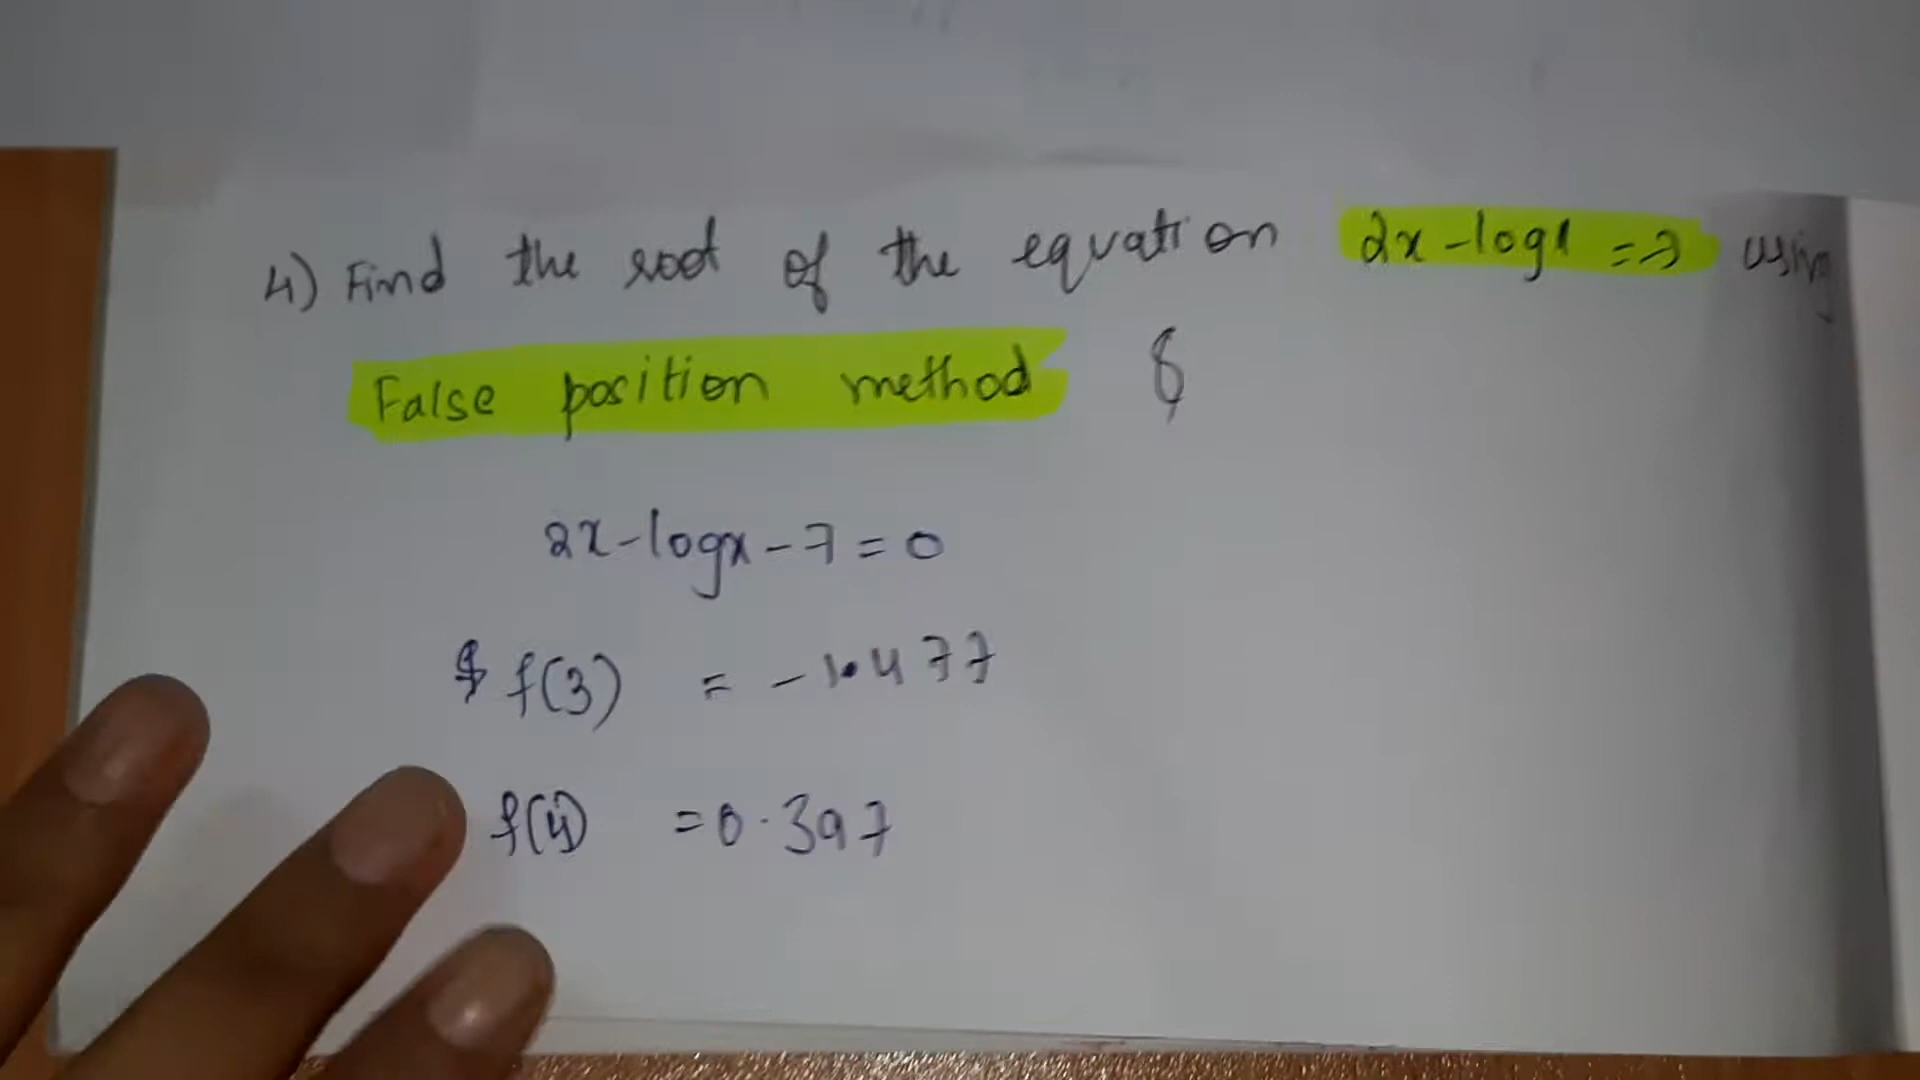 4) Find the root of the equation 2x - logx = 7 using
False position method
2x-logx-7=0
f(3) = -1.477
f(4) =0.397